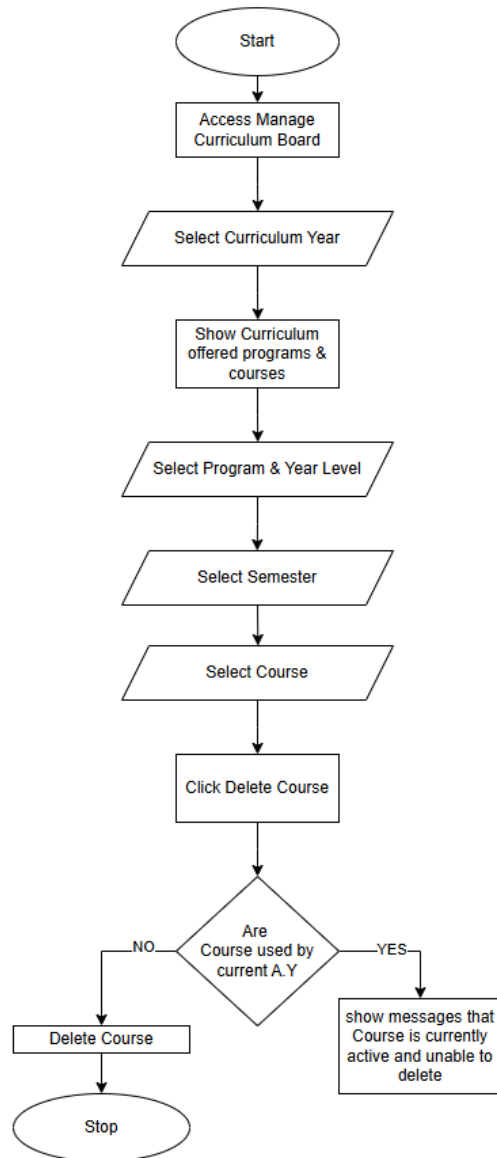 Start
Access Manage
Curriculum Board
Select Curriculum Year
Show Curriculum
offered programs &
courses
Select Program & Year Level
Select Semester
Select Course
Click Delete Course
Are
Course used by
current A.Y
NO
YES
Delete Course
show messages that
Course is currently
active and unable to
delete
Stop